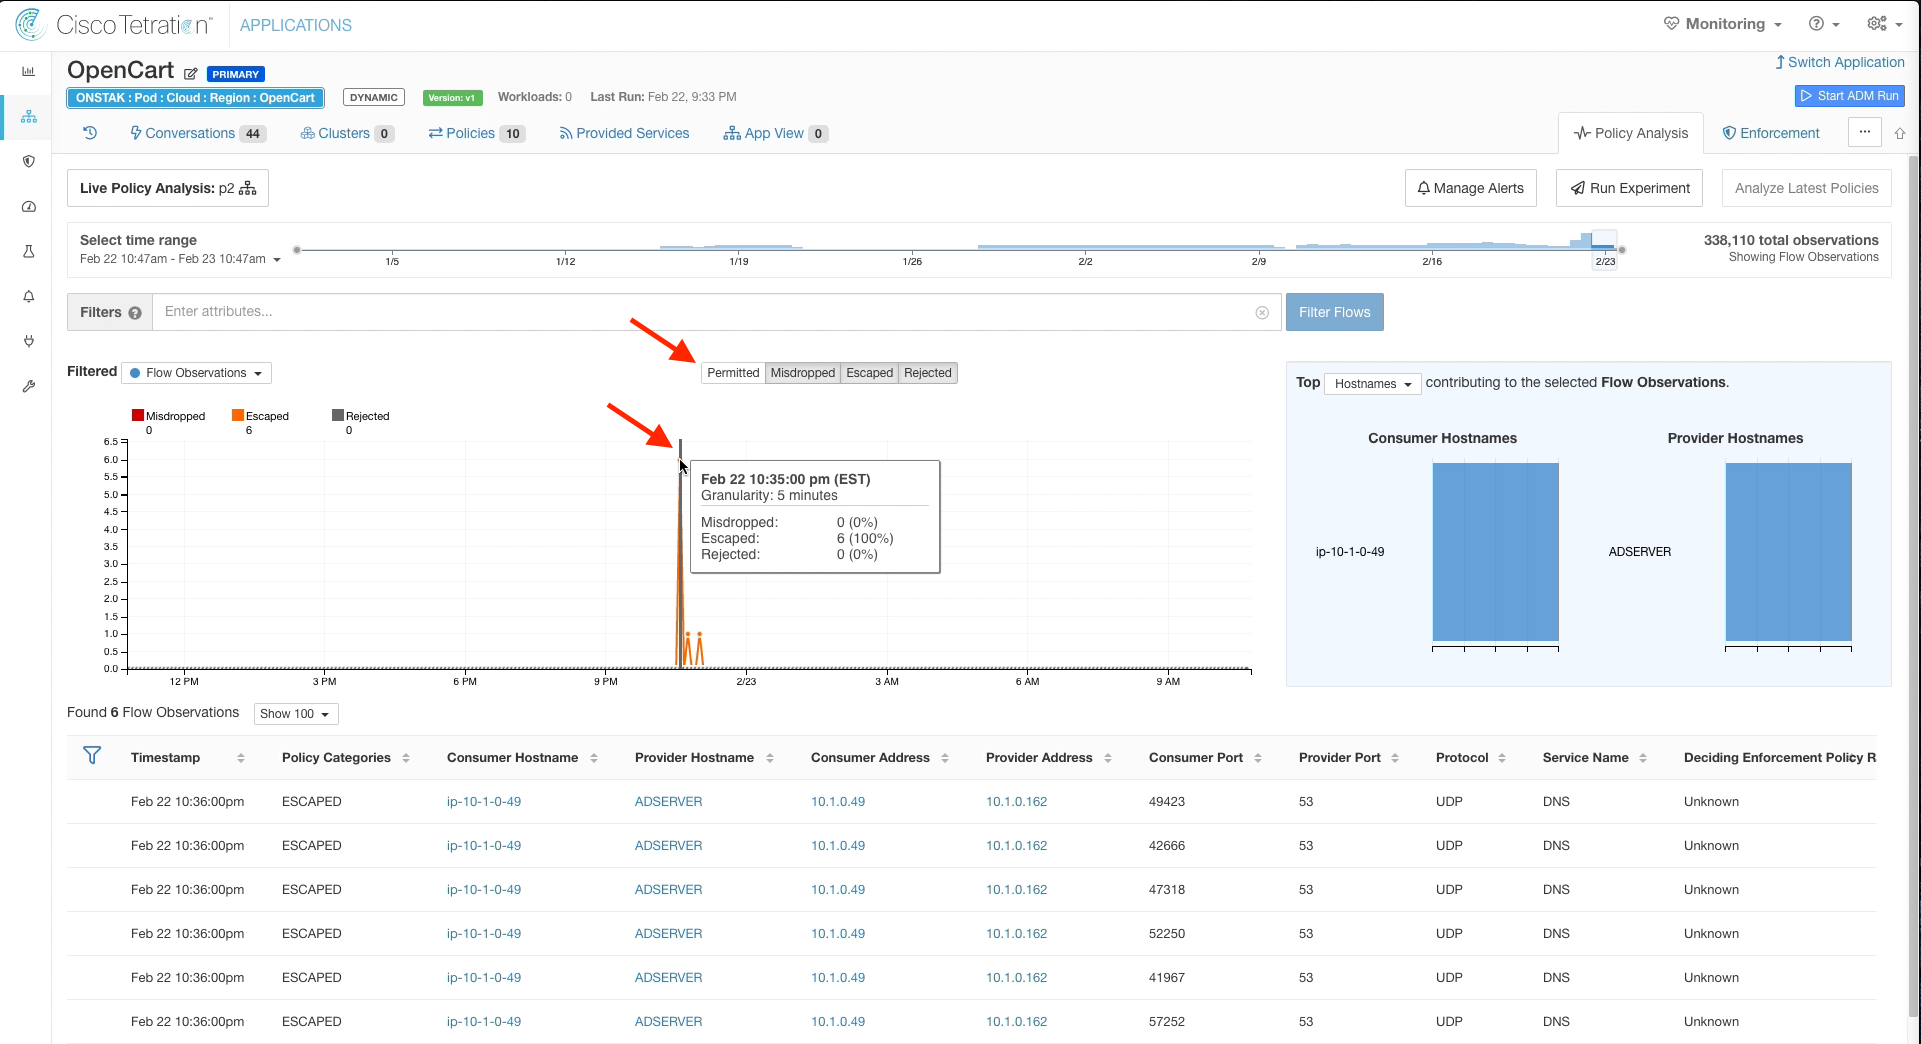 Cisco Tetration™ APPLICATIONS Monitoring
OpenCart PRIMARY
Switch Application
ONSTAK : Pod : Cloud : Region : OpenCart DYNAMIC Version: v1 Workloads: 0 Last Run: Feb 22, 9:33 PM
Start ADM Run
Conversations 44 Clusters 0 Policies 10 Provided Services App View 0 Policy Analysis Enforcement ...
Live Policy Analysis: p2 Manage Alerts Run Experiment Analyze Latest Policies
Select time range
Feb 22 10:47am - Feb 23 10:47am
1/5 1/12 1/19 1/26 2/2 2/9 2/16 2/23
338,110 total observations
Showing Flow Observations
Filters ? Enter attributes... Filter Flows
Filtered Flow Observations Permitted Misdropped Escaped Rejected
Misdropped Escaped Rejected
0 6 0
6.5
6.0
5.5
5.0
4.5
4.0
3.5
3.0
2.5
2.0
1.5
1.0
0.5
0.0
12 PM 3 PM 6 PM 9 PM 2/23 3 AM 6 AM 9 AM
Feb 22 10:35:00 pm (EST)
Granularity: 5 minutes
Misdropped: 0 (0%)
Escaped: 6 (100%)
Rejected: 0 (0%)
Top Hostnames contributing to the selected Flow Observations.
Consumer Hostnames Provider Hostnames
ip-10-1-0-49 ADSERVER
Found 6 Flow Observations Show 100
Timestamp Policy Categories Consumer Hostname Provider Hostname Consumer Address Provider Address Consumer Port Provider Port Protocol Service Name Deciding Enforcement Policy R
Feb 22 10:36:00pm ESCAPED ip-10-1-0-49 ADSERVER 10.1.0.49 10.1.0.162 49423 53 UDP DNS Unknown
Feb 22 10:36:00pm ESCAPED ip-10-1-0-49 ADSERVER 10.1.0.49 10.1.0.162 42666 53 UDP DNS Unknown
Feb 22 10:36:00pm ESCAPED ip-10-1-0-49 ADSERVER 10.1.0.49 10.1.0.162 47318 53 UDP DNS Unknown
Feb 22 10:36:00pm ESCAPED ip-10-1-0-49 ADSERVER 10.1.0.49 10.1.0.162 52250 53 UDP DNS Unknown
Feb 22 10:36:00pm ESCAPED ip-10-1-0-49 ADSERVER 10.1.0.49 10.1.0.162 41967 53 UDP DNS Unknown
Feb 22 10:36:00pm ESCAPED ip-10-1-0-49 ADSERVER 10.1.0.49 10.1.0.162 57252 53 UDP DNS Unknown